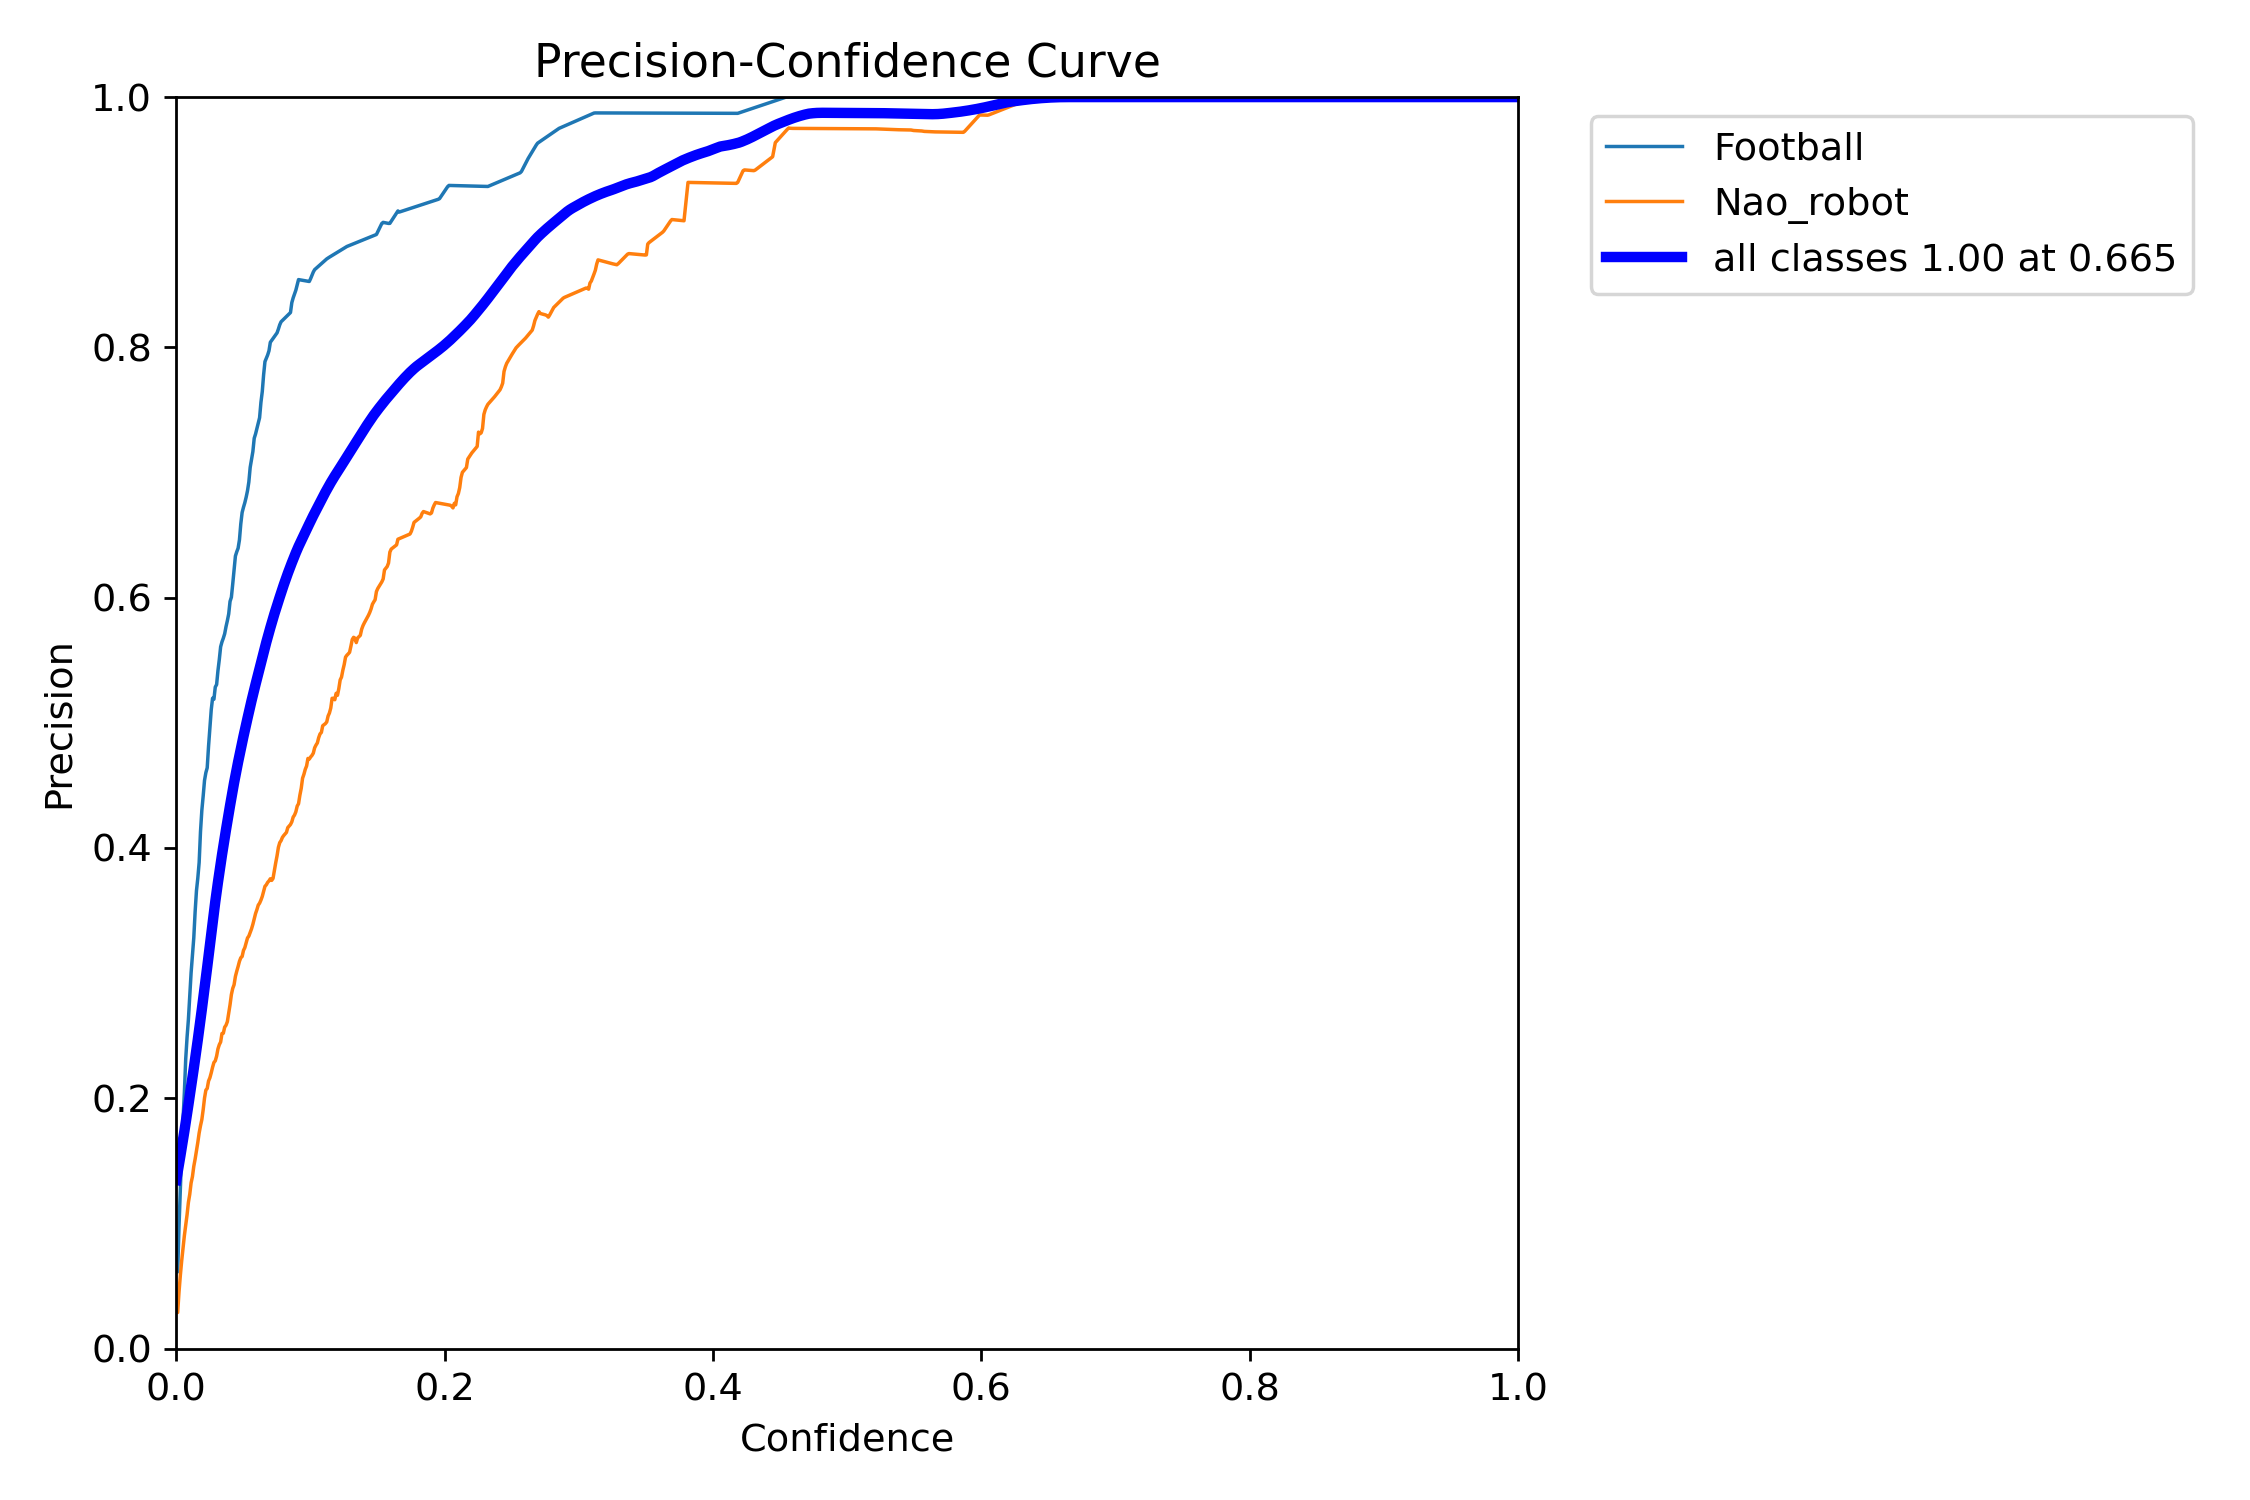 Precision-Confidence Curve
1.0
0.8
0.6
0.4
0.2
0.0
Precision
0.0 0.2 0.4 0.6 0.8 1.0
Confidence
Football
Nao_robot
all classes 1.00 at 0.665